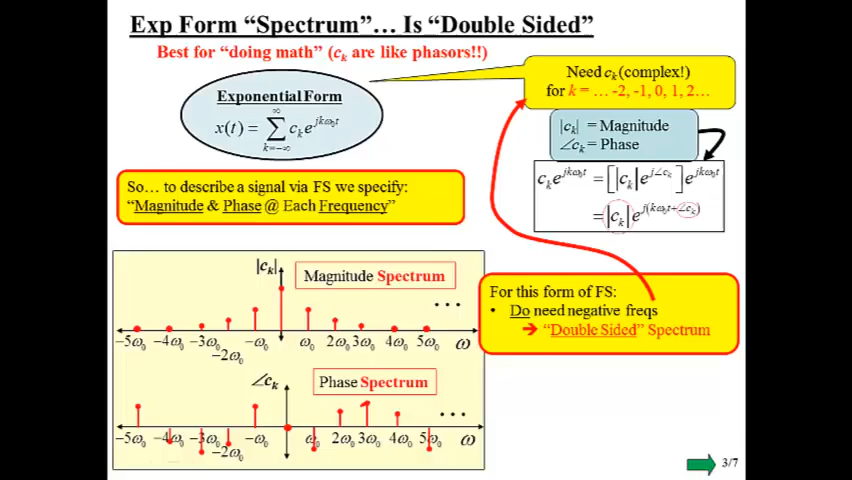 Exp Form “Spectrum”… Is “Double Sided”
Best for “doing math” (cₖ are like phasors!!)
Exponential Form
x(t) = ∑_{k=-∞}^{∞} cₖ e^{jkω₀t}
Need cₖ (complex!)
for k = … -2, -1, 0, 1, 2…
|cₖ| = Magnitude
∠cₖ = Phase
cₖ e^{jkω₀t} = [|cₖ| e^{j∠cₖ}] e^{jkω₀t}
= |cₖ| e^{j(kω₀t+∠cₖ)}
So… to describe a signal via FS we specify:
“Magnitude & Phase @ Each Frequency”
|cₖ|
Magnitude Spectrum
…
−5ω₀ −4ω₀ −3ω₀ −2ω₀ −ω₀ ω₀ 2ω₀ 3ω₀ 4ω₀ 5ω₀ ω
∠cₖ
Phase Spectrum
…
−5ω₀ −4ω₀ −3ω₀ −2ω₀ −ω₀ ω₀ 2ω₀ 3ω₀ 4ω₀ 5ω₀ ω
For this form of FS:
• Do need negative freqs
➔ “Double Sided” Spectrum
3/7